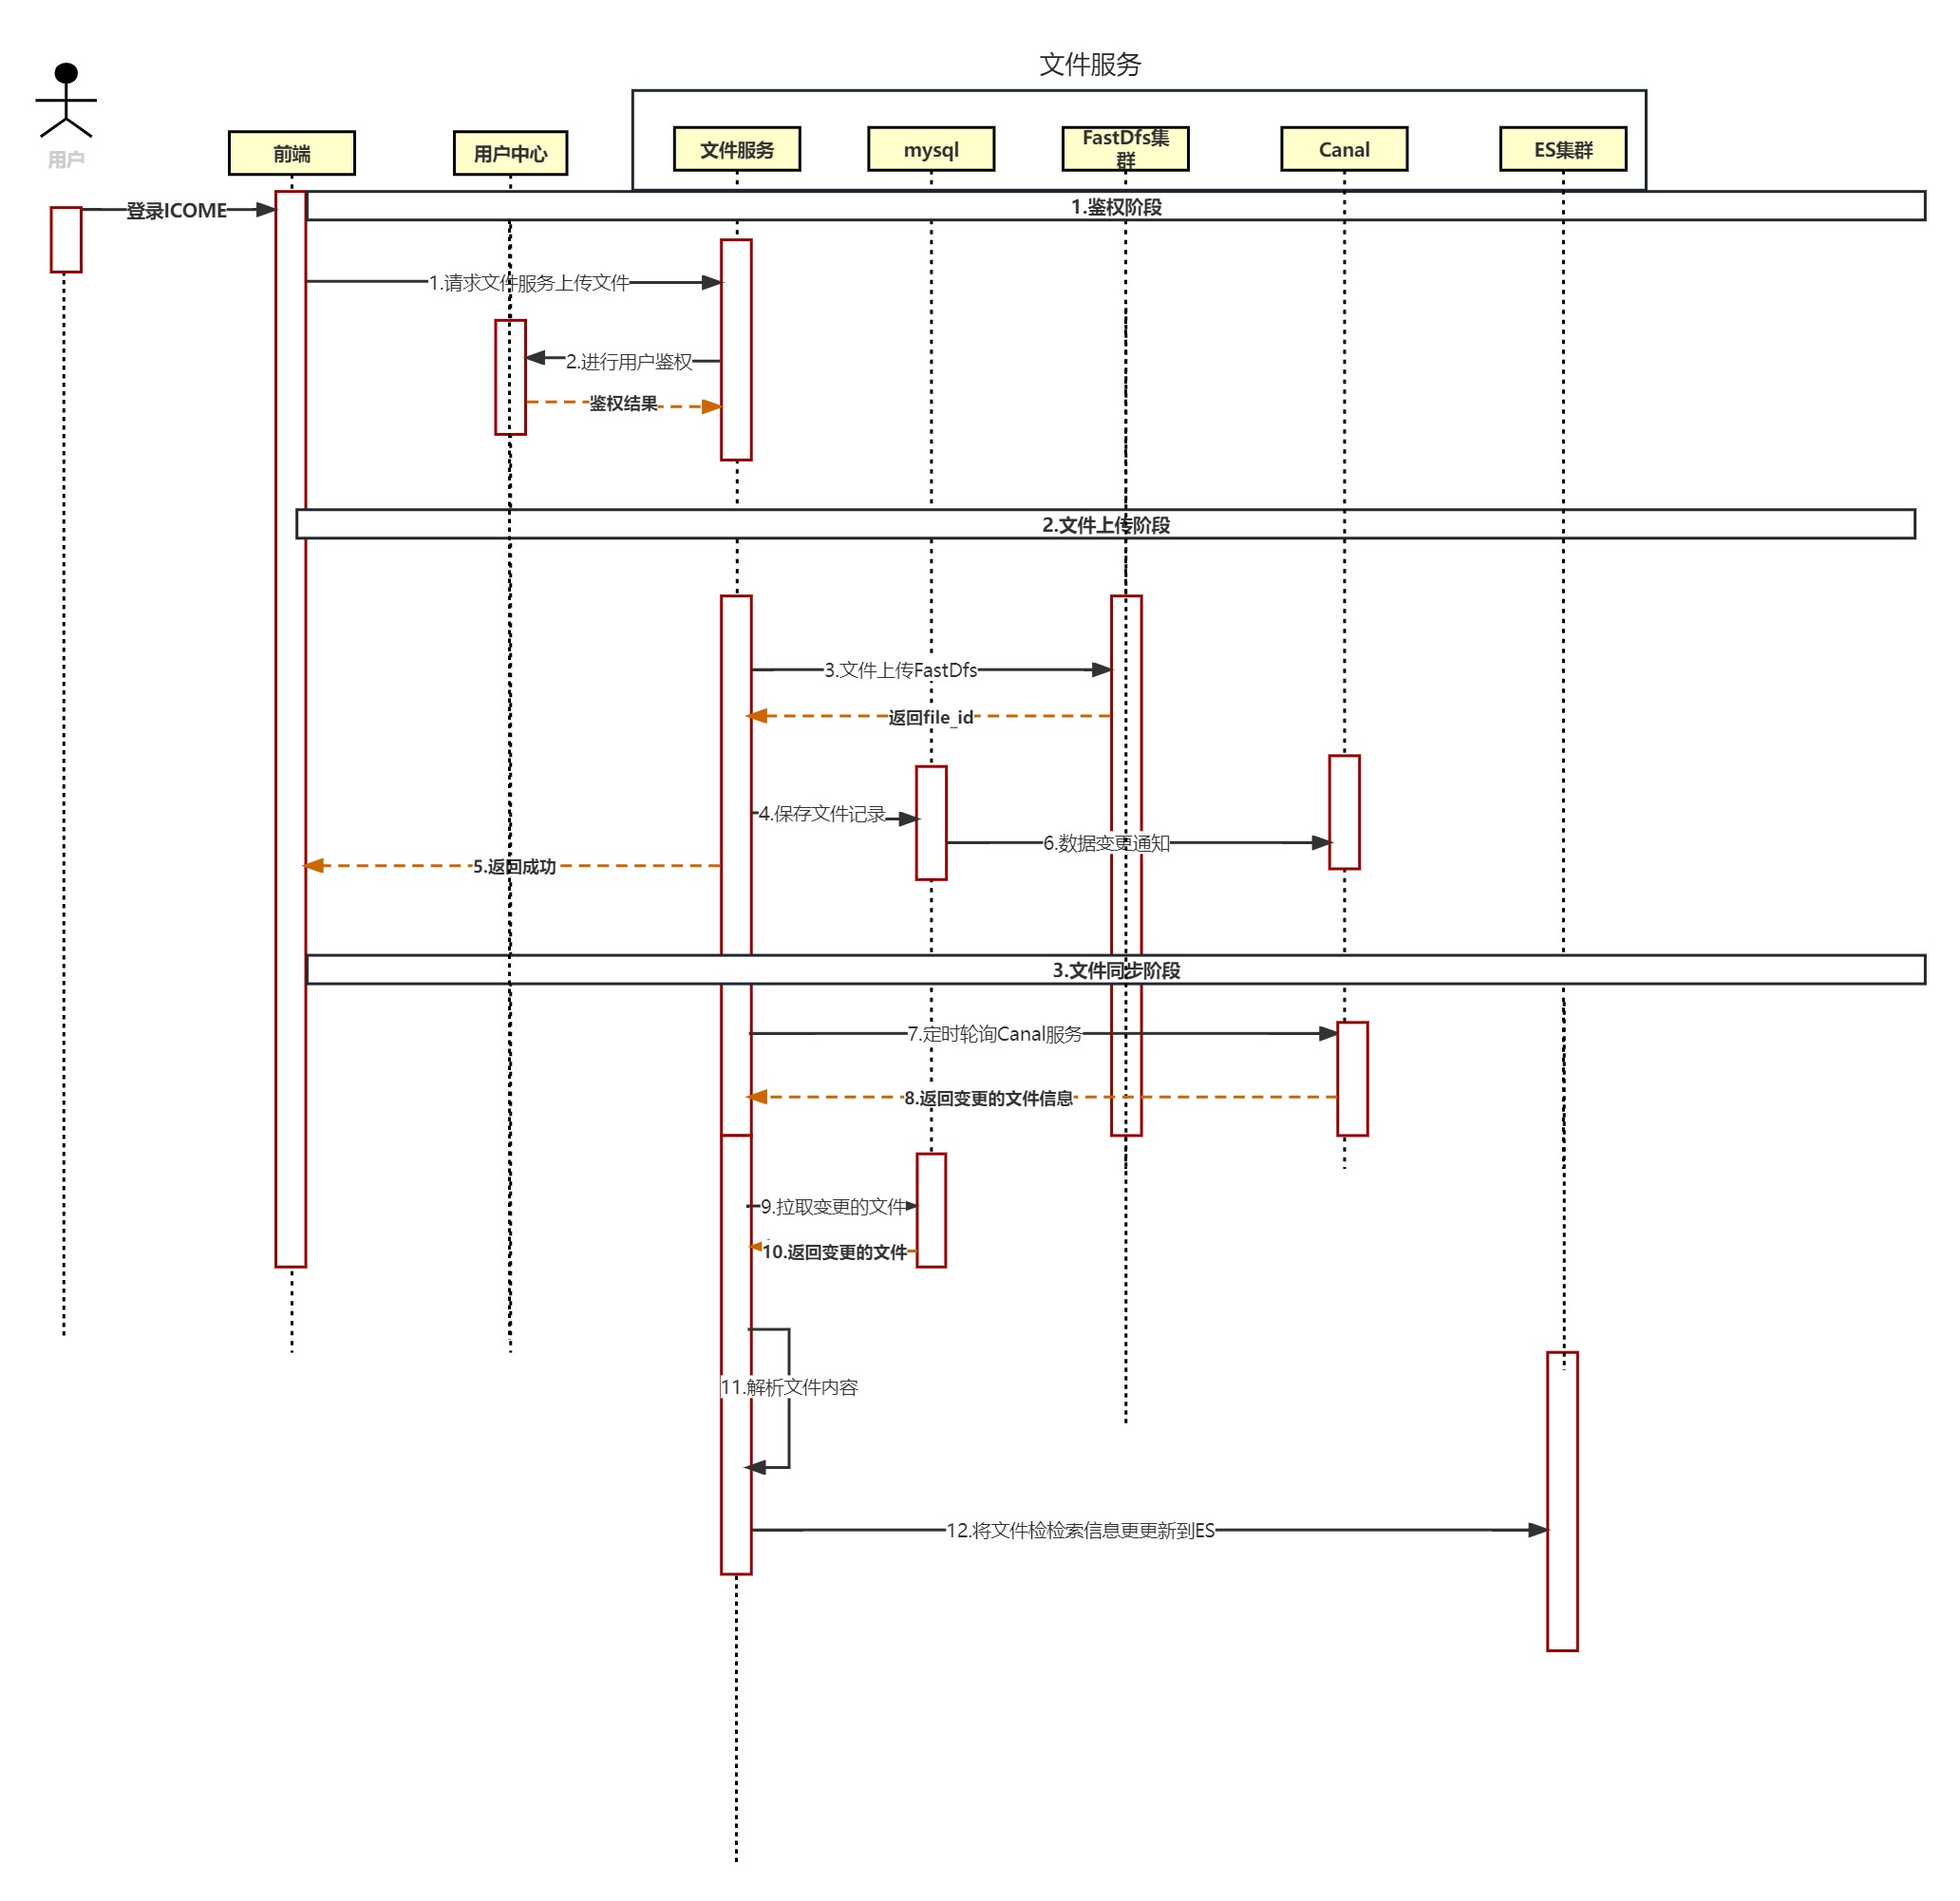 文件服务
用户
前端
用户中心
文件服务
mysql
FastDfs集
群
Canal
ES集群
登录ICOME
1.鉴权阶段
1.请求文件服务上传文件
2.进行用户鉴权
鉴权结果
2.文件上传阶段
3.文件上传FastDfs
返回file_id
4.保存文件记录
6.数据变更通知
5.返回成功
3.文件同步阶段
7.定时轮询Canal服务
8.返回变更的文件信息
9.拉取变更的文件
10.返回变更的文件
11.解析文件内容
12.将文件检检索信息更更新到ES